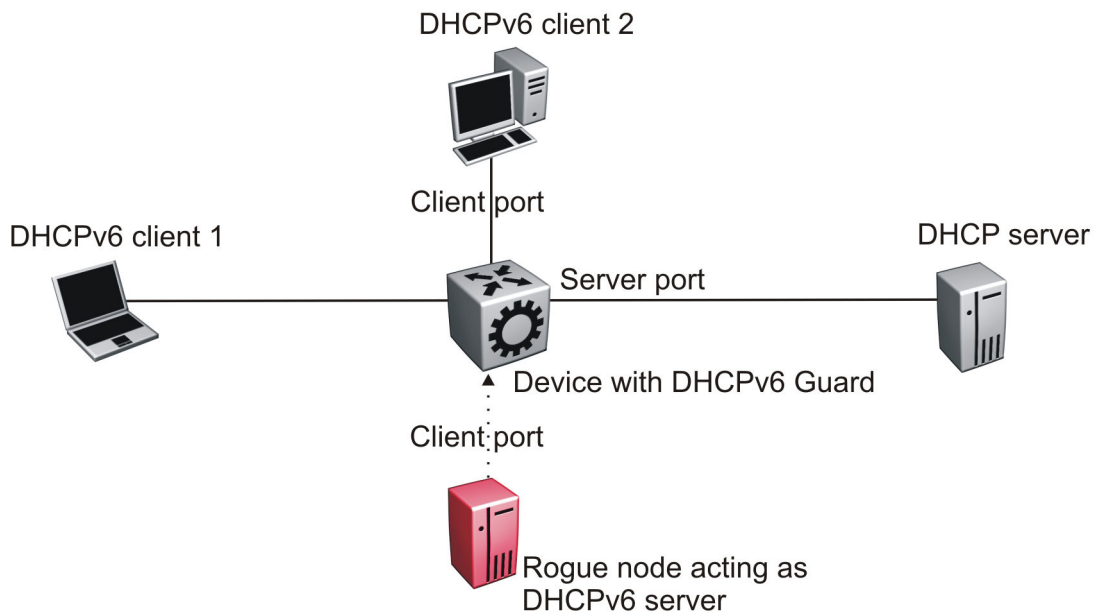 DHCPv6 client 2
Client port
DHCPv6 client 1
DHCP server
Server port
Device with DHCPv6 Guard
Client port
Rogue node acting as
DHCPv6 server